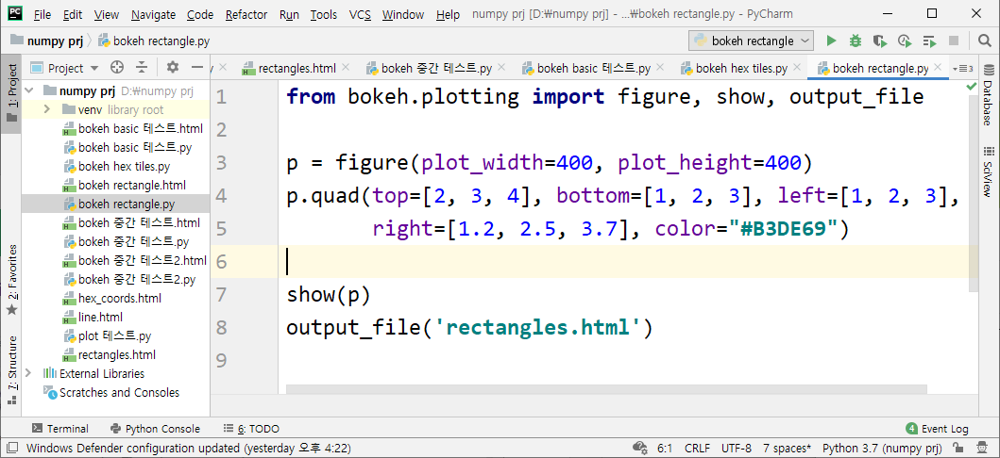 PC File Edit View Navigate Code Refactor Run Tools VCS Window Help numpy prj [D:₩numpy prj] - ...₩bokeh rectangle.py - PyCharm
numpy prj bokeh rectangle.py bokeh rectangle
1: Project
Project
y rectangles.html bokeh 중간 테스트.py bokeh basic 테스트.py bokeh hex tiles.py bokeh rectangle.py 3
numpy prj D:₩numpy prj
venv library root
bokeh basic 테스트.html
bokeh basic 테스트.py
bokeh hex tiles.py
bokeh rectangle.html
bokeh rectangle.py
bokeh 중간 테스트.html
bokeh 중간 테스트.py
bokeh 중간 테스트2.html
bokeh 중간 테스트2.py
hex_coords.html
line.html
plot 테스트.py
rectangles.html
External Libraries
Scratches and Consoles
2: Favorites
7: Structure
1 from bokeh.plotting import figure, show, output_file
2
3 p = figure(plot_width=400, plot_height=400)
4 p.quad(top=[2, 3, 4], bottom=[1, 2, 3], left=[1, 2, 3],
5 right=[1.2, 2.5, 3.7], color="#B3DE69")
6
7 show(p)
8 output_file('rectangles.html')
9
Database
SciView
Terminal Python Console 6: TODO 4 Event Log
Windows Defender configuration updated (yesterday 오후 4:22) 6:1 CRLF UTF-8 7 spaces* Python 3.7 (numpy prj)